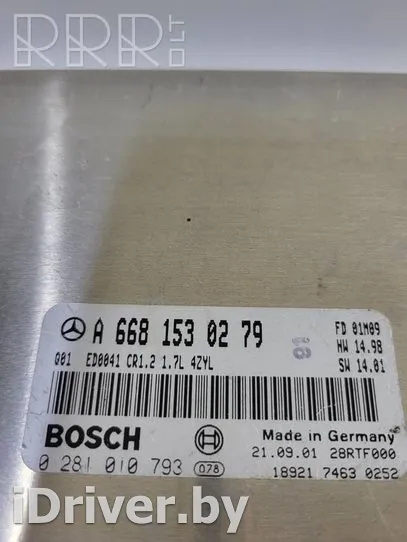 RRR.LT
A 668 153 02 79
Q01 ED0041 CR1.2 1.7L 4ZYL
16
FD 01M09
HW 14.98
SW 14.01
BOSCH
0 281 010 793 078
Made in Germany
21.09.01 28RTF000
18921 7463 0252
iDriver.by